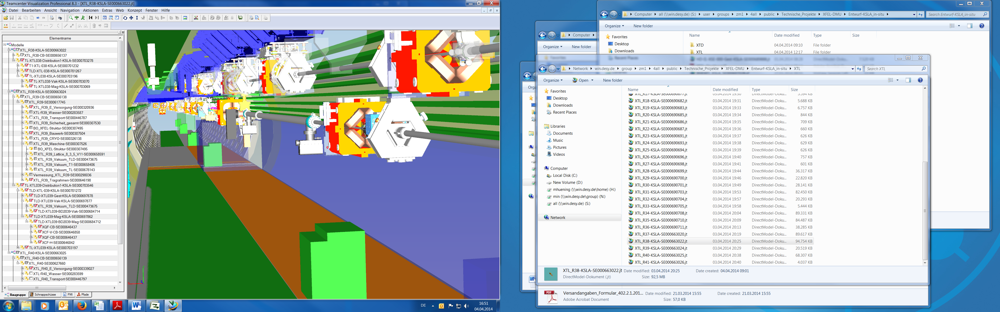 Teamcenter Visualization Professional 8.3 - [XTL_R38-KSLA-SE000663022.jt]
Datei Bearbeiten Ansicht Navigation Aktionen Extras Web Konzept Fenster Hilfe
Elementname
Modelle
XTL_R38-KSLA-SE000663022
XTL_R38-CB-SE000656137
TL-XTL038-Distribution1-KSLA-SE000703278
T1-XTL-038-KSLA-SE000701232
TLD-XTL-038-KSLA-SE000701267
TL-XTL038-KSLA-SE000703196
TL-XTL038-Vak-KSLA-SE000703070
TL-XTL038-Mag-KSLA-SE000703069
XTL_R39-KSLA-SE000663024
XTL_R39-CB-SE000656138
XTL_R39-SE000617745
XTL_R39_E_Versorgung-SE000320936
XTL-R39_Wasser-SE000283587
XTL_R39_Transport-SE000446787
XTL_R39_Sicherheit_gesamt-SE000307530
BO_XFEL-Struktur-SE000307495
XTL_R39_Bauwerk-SE000307504
XTL_R39_CRYO-SE000326138
XTL_R39_Maschine-SE000307526
BO_XFEL-Struktur-SE000307495
XTL_R39_Lattice_8_3_5_V11-SE000658591
XTL_R39_Vakuum_TLD-SE000473675
XTL_R39_Vakuum_T1-SE000658406
XTL_R39_Vakuum_TL-SE000678143
Vermessung_XTL_R39-SE000298036
XTL_R39_Tragrahmen-SE000646198
TL-XTL039-Distribution1-KSLA-SE000703546
TLD-XTL-039-KSLA-SE000701272
TLD-XTL039-Gest-KSLA-SE000697878
TLD-XTL039-Vak-KSLA-SE000697877
XTL_R39_Vakuum_TLD-SE000473675
TLD-XTL039-BD2039-Vak-SE000684714
TLD-XTL039-Mag-KSLA-SE000697862
TLD-XTL039-BD2039-Mag-SE000684712
XQF-CB-SE000646437
XCF-V-CB-SE000646858
XQF-CB-SE000646437
XCF-H-SE000646842
TL-XTL039-KSLA-SE000703197
XTL_R40-KSLA-SE000663025
XTL_R40-CB-SE000656139
XTL_R40-SE000627660
XTL_R40_E_Versorgung-SE000339027
XTL-R40_Wasser-SE000283599
XTL_R40_Transport-SE000446797
Baugruppe Schnappschüsse PMI Pfade
DE 16:51
04.04.2014
Computer all (\\win.desy.de) (S:) user groups zm1 4all public Technische_Projekte XFEL-DMU Entwurf-KSLA_in-situ Search Entwurf-KSLA_in-situ
Organize New folder
Favorites
Desktop
Downloads
Recent Places
Name Date modified Type Size
XTD 04.04.2014 09:10 File folder
XTL 04.04.2014 12:17 File folder
Computer
Organize New folder
Network win.desy.de group zm1 4all public Technische_Projekte XFEL-DMU Entwurf-KSLA_in-situ XTL Search XTL
Organize Open New folder
Favorites
Desktop
Downloads
Recent Places
Libraries
Documents
Music
Pictures
Videos
Computer
Local Disk (C:)
New Volume (D:)
mhuening (\\win.desy.de\home) (H:)
min (\\win.desy.de\group) (N:)
all (\\win.desy.de) (S:)
Network
Name Date modified Type Size
XTL_R17-KSLA-SE000690677.jt 03.04.2014 19:30 DirectModel-Doku... 5.594 KB
XTL_R18-KSLA-SE000690682.jt 03.04.2014 19:31 DirectModel-Doku... 5.688 KB
XTL_R19-KSLA-SE000690683.jt 03.04.2014 19:33 DirectModel-Doku... 6.757 KB
XTL_R20-KSLA-SE000690685.jt 03.04.2014 19:34 DirectModel-Doku... 844 KB
XTL_R21-KSLA-SE000690686.jt 03.04.2014 19:35 DirectModel-Doku... 709 KB
XTL_R22-KSLA-SE000690687.jt 03.04.2014 19:36 DirectModel-Doku... 660 KB
XTL_R23-KSLA-SE000690691.jt 03.04.2014 19:37 DirectModel-Doku... 626 KB
XTL_R24-KSLA-SE000690693.jt 03.04.2014 19:38 DirectModel-Doku... 629 KB
XTL_R25-KSLA-SE000690694.jt 03.04.2014 19:39 DirectModel-Doku... 626 KB
XTL_R26-KSLA-SE000690696.jt 03.04.2014 19:40 DirectModel-Doku... 757 KB
XTL_R27-KSLA-SE000690698.jt 03.04.2014 19:41 DirectModel-Doku... 601 KB
XTL_R28-KSLA-SE000690699.jt 03.04.2014 19:44 DirectModel-Doku... 36.317 KB
XTL_R29-KSLA-SE000690700.jt 03.04.2014 19:46 DirectModel-Doku... 22.820 KB
XTL_R30-KSLA-SE000690701.jt 03.04.2014 19:49 DirectModel-Doku... 28.141 KB
XTL_R31-KSLA-SE000690703.jt 03.04.2014 19:53 DirectModel-Doku... 82.450 KB
XTL_R32-KSLA-SE000690704.jt 03.04.2014 19:57 DirectModel-Doku... 20.293 KB
XTL_R33-KSLA-SE000690705.jt 03.04.2014 19:58 DirectModel-Doku... 5.444 KB
XTL_R34-KSLA-SE000690708.jt 03.04.2014 20:04 DirectModel-Doku... 89.331 KB
XTL_R35-KSLA-SE000690710.jt 03.04.2014 20:09 DirectModel-Doku... 84.487 KB
XTL_R36-KSLA-SE000690711.jt 03.04.2014 20:13 DirectModel-Doku... 38.285 KB
XTL_R37-KSLA-SE000663020.jt 03.04.2014 20:19 DirectModel-Doku... 89.617 KB
XTL_R38-KSLA-SE000663022.jt 03.04.2014 20:25 DirectModel-Doku... 94.754 KB
XTL_R39-KSLA-SE000663024.jt 03.04.2014 20:29 DirectModel-Doku... 20.519 KB
XTL_R40-KSLA-SE000663025.jt 03.04.2014 20:38 DirectModel-Doku... 68.307 KB
XTL_R41-KSLA-SE000663026.jt 03.04.2014 20:40 DirectModel-Doku... 4.037 KB
XTL_R38-KSLA-SE000663022.jt Date modified: 03.04.2014 20:25 Date created: 04.04.2014 09:01
DirectModel-Dokument (.jt) Size: 92,5 MB
Versandangaben_Formular_402.2.1.201... Date modified: 21.03.2014 15:55 Date created: 21.03.2014 15:55
Adobe Acrobat Document Size: 57,0 KB